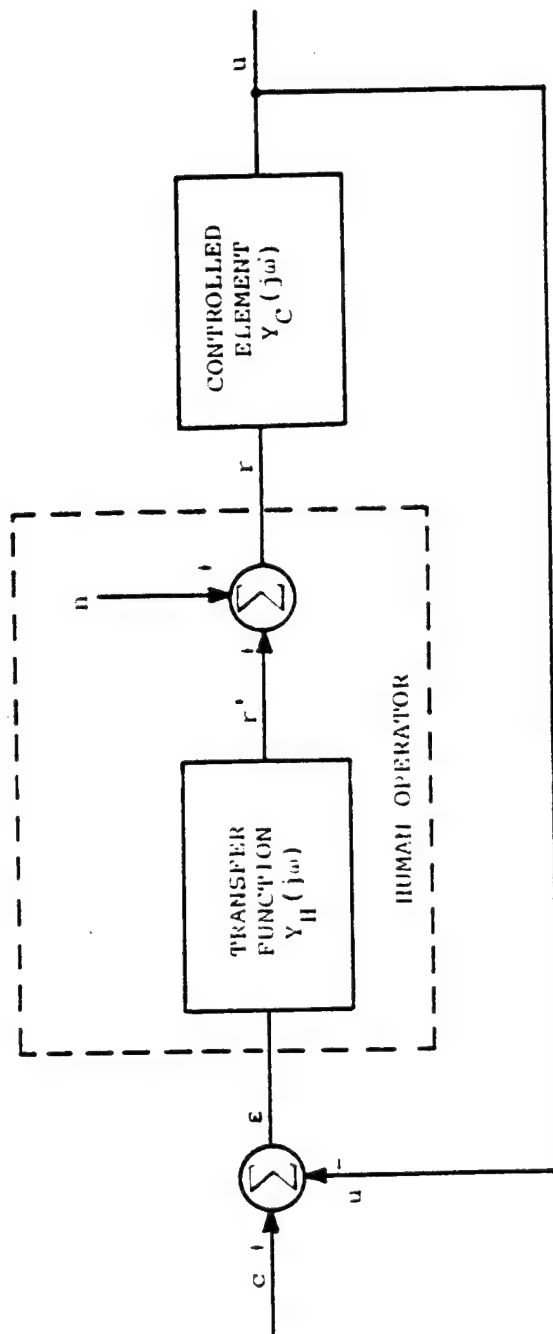 c
+
Σ
u
-
ε
TRANSFER
FUNCTION
Y_H(jω)
HUMAN OPERATOR
r'
+
Σ
+
n
r
CONTROLLED
ELEMENT
Y_C(jω)
u